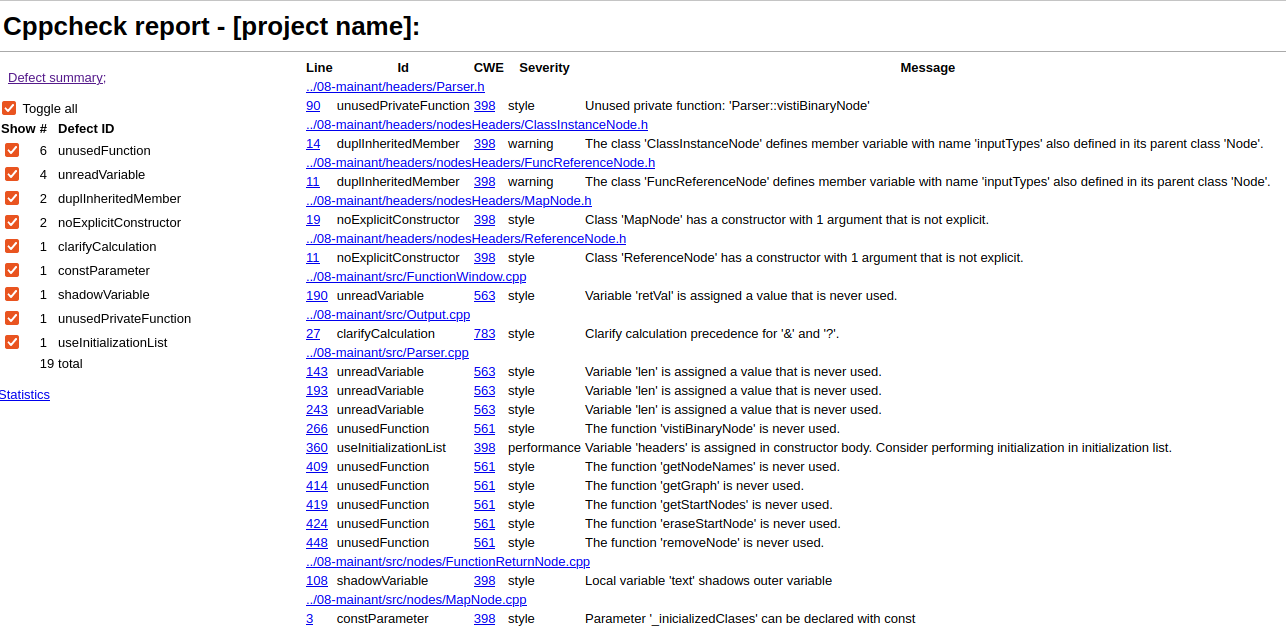 Cppcheck report - [project name]:
Defect summary;
Toggle all
Show # Defect ID
6 unusedFunction
4 unreadVariable
2 duplInheritedMember
2 noExplicitConstructor
1 clarifyCalculation
1 constParameter
1 shadowVariable
1 unusedPrivateFunction
1 useInitializationList
19 total
Statistics
Line Id CWE Severity Message
../08-mainant/headers/Parser.h
90 unusedPrivateFunction 398 style Unused private function: 'Parser::vistiBinaryNode'
../08-mainant/headers/nodesHeaders/ClassInstanceNode.h
14 duplInheritedMember 398 warning The class 'ClassInstanceNode' defines member variable with name 'inputTypes' also defined in its parent class 'Node'.
../08-mainant/headers/nodesHeaders/FuncReferenceNode.h
11 duplInheritedMember 398 warning The class 'FuncReferenceNode' defines member variable with name 'inputTypes' also defined in its parent class 'Node'.
../08-mainant/headers/nodesHeaders/MapNode.h
19 noExplicitConstructor 398 style Class 'MapNode' has a constructor with 1 argument that is not explicit.
../08-mainant/headers/nodesHeaders/ReferenceNode.h
11 noExplicitConstructor 398 style Class 'ReferenceNode' has a constructor with 1 argument that is not explicit.
../08-mainant/src/FunctionWindow.cpp
190 unreadVariable 563 style Variable 'retVal' is assigned a value that is never used.
../08-mainant/src/Output.cpp
27 clarifyCalculation 783 style Clarify calculation precedence for '&' and '?'.
../08-mainant/src/Parser.cpp
143 unreadVariable 563 style Variable 'len' is assigned a value that is never used.
193 unreadVariable 563 style Variable 'len' is assigned a value that is never used.
243 unreadVariable 563 style Variable 'len' is assigned a value that is never used.
266 unusedFunction 561 style The function 'vistiBinaryNode' is never used.
360 useInitializationList 398 performance Variable 'headers' is assigned in constructor body. Consider performing initialization in initialization list.
409 unusedFunction 561 style The function 'getNodeNames' is never used.
414 unusedFunction 561 style The function 'getGraph' is never used.
419 unusedFunction 561 style The function 'getStartNodes' is never used.
424 unusedFunction 561 style The function 'eraseStartNode' is never used.
448 unusedFunction 561 style The function 'removeNode' is never used.
../08-mainant/src/nodes/FunctionReturnNode.cpp
108 shadowVariable 398 style Local variable 'text' shadows outer variable
../08-mainant/src/nodes/MapNode.cpp
3 constParameter 398 style Parameter '_inicializedClases' can be declared with const